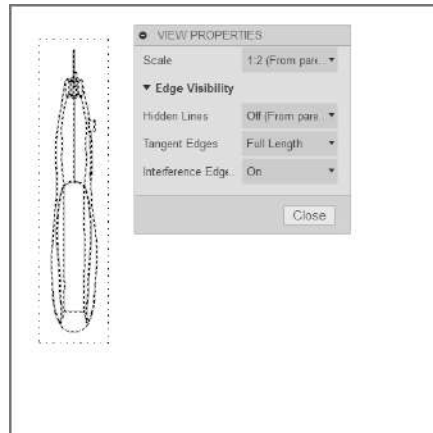 VIEW PROPERTIES
Scale 1:2 (From pare..
Edge Visibility
Hidden Lines Off (From pare..
Tangent Edges Full Length
Interference Edge.. On
Close